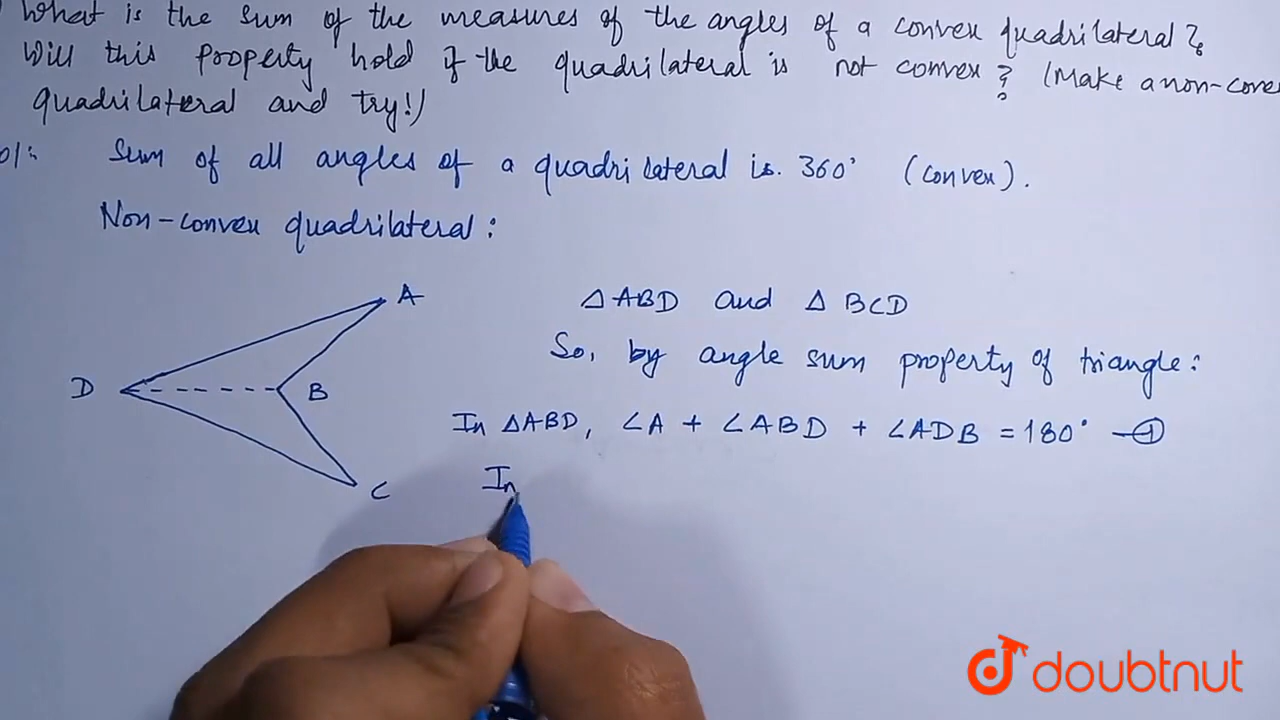 What is the sum of the measures of the angles of a convex quadrilateral?
Will this property hold if the quadrilateral is not convex? (Make a non-conve
quadrilateral and try!)
ol:. Sum of all angles of a quadrilateral is. 360° (convex).
Non-convex quadrilateral:
A
△ ABD and △ BCD
So, by angle sum property of triangle:
D
B
In △ABD, ∠A + ∠ABD + ∠ADB = 180° —①
C
In
doubtnut